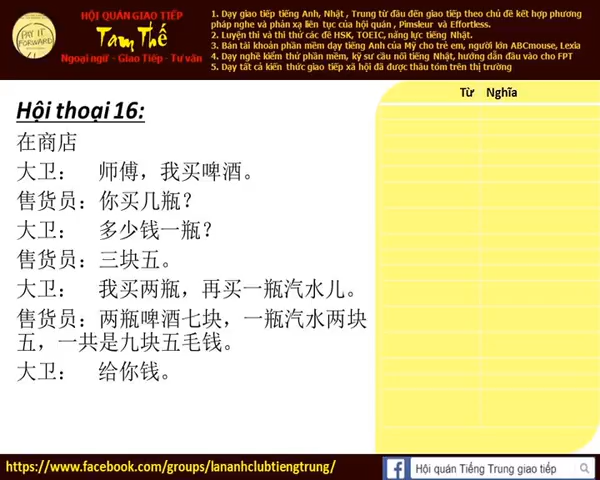 HỘI QUÁN GIAO TIẾP
Tam Thế
Ngoại ngữ - Giao Tiếp - Tư vấn
PAY IT
FORWARD
1. Dạy giao tiếp tiếng Anh, Nhật , Trung từ đầu đến giao tiếp theo chủ đề kết hợp phương
pháp nghe và phản xạ liên tục của hội quán , Pimsleur và Effortless.
2. Luyện thi và thi thử các đề HSK, TOEIC, năng lực tiếng Nhật.
3. Bán tài khoản phần mềm dạy tiếng Anh của Mỹ cho trẻ em, người lớn ABCmouse, Lexia
4. Dạy nghề kiểm thử phần mềm, kỹ sư cầu nối tiếng Nhật, hướng dẫn đầu vào cho FPT
5. Dạy tất cả kiến thức giao tiếp xã hội đã được thâu tóm trên thị trường
Từ Nghĩa
Hội thoại 16:
在商店
大卫： 师傅，我买啤酒。
售货员：你买几瓶？
大卫： 多少钱一瓶？
售货员：三块五。
大卫： 我买两瓶，再买一瓶汽水儿。
售货员：两瓶啤酒七块，一瓶汽水两块
五，一共是九块五毛钱。
大卫： 给你钱。
https://www.facebook.com/groups/lananhclubtiengtrung/
f
Hội quán Tiếng Trung giao tiếp